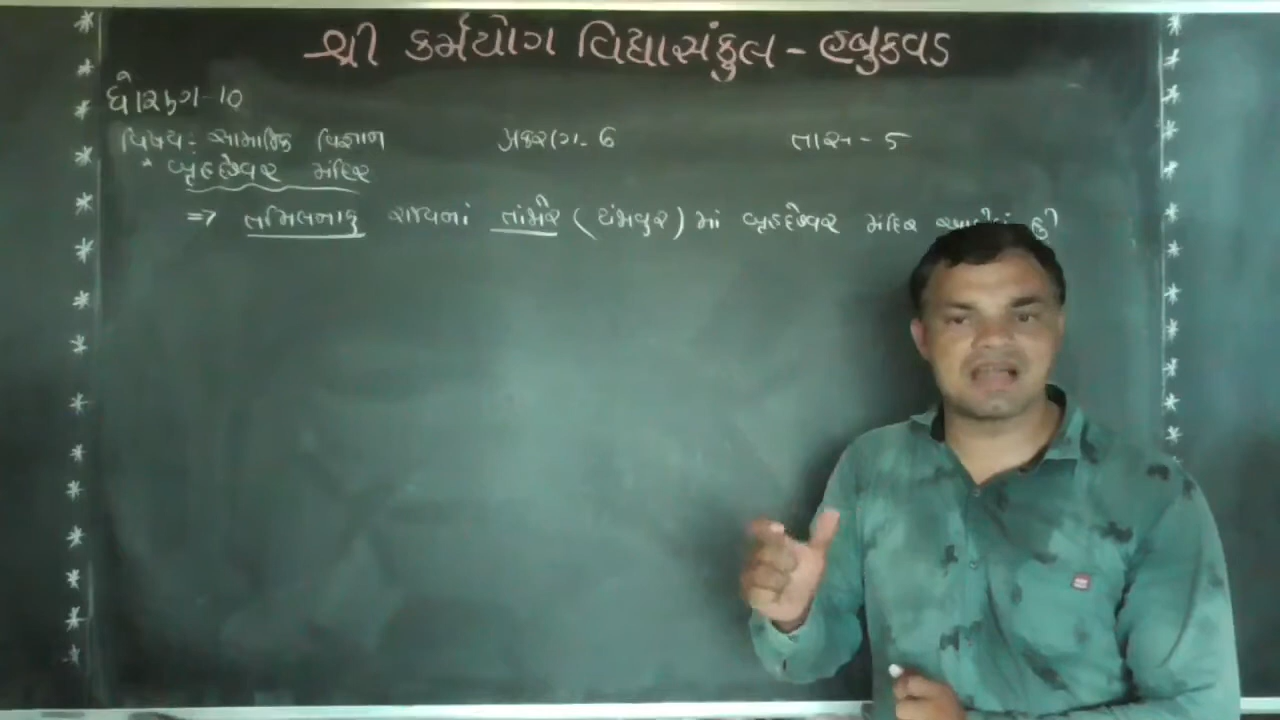 શ્રી કર્મયોગ વિદ્યાસંકુલ - હબુકવડ
ધોરણ-10
વિષય: સામાજિક વિજ્ઞાન પ્રકરણ-6 તાસ-5
* બૃહદેશ્વર મંદિર
=> તમિલનાડુ રાજ્યનાં તાંજોર (થંજાવુર) માં બૃહદેશ્વર મંદિર